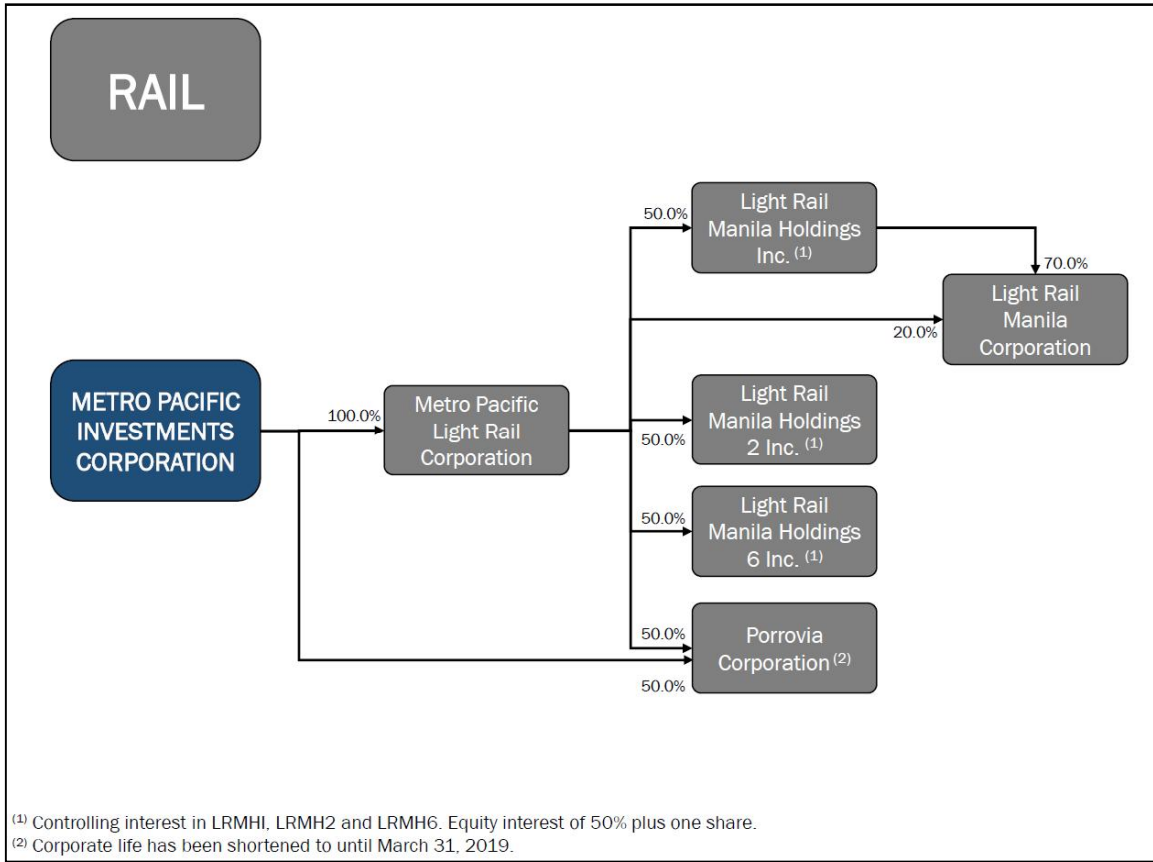 RAIL
50.0%
Light Rail
Manila Holdings
Inc. (1)
70.0%
Light Rail
Manila
Corporation
20.0%
METRO PACIFIC
INVESTMENTS
CORPORATION
100.0%
Metro Pacific
Light Rail
Corporation
50.0%
Light Rail
Manila Holdings
2 Inc. (1)
50.0%
Light Rail
Manila Holdings
6 Inc. (1)
50.0%
Porrovia
Corporation (2)
50.0%
(1) Controlling interest in LRMHI, LRMH2 and LRMH6. Equity interest of 50% plus one share.
(2) Corporate life has been shortened to until March 31, 2019.